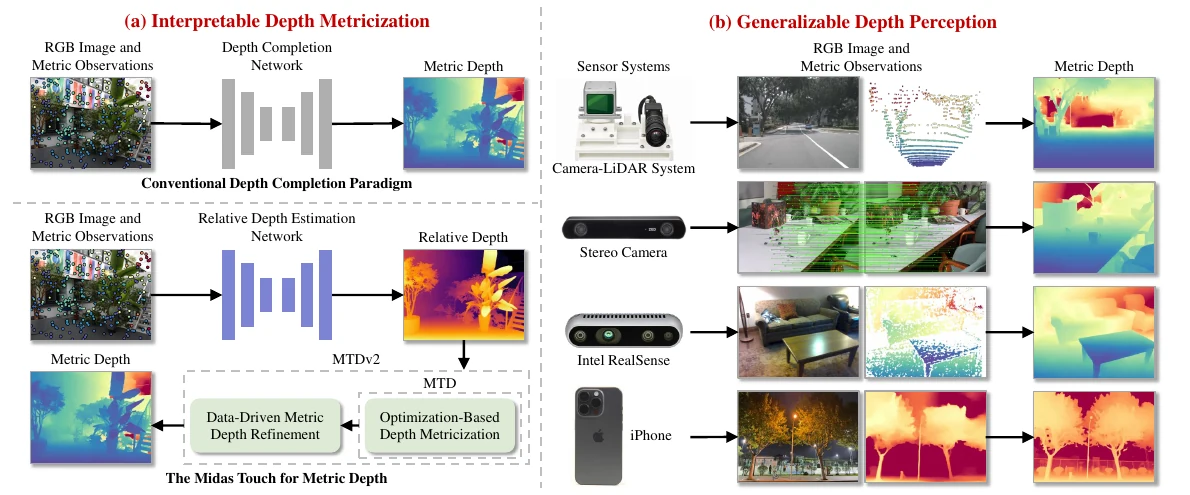 (a) Interpretable Depth Metricization
RGB Image and
Metric Observations
Depth Completion
Network
Metric Depth
Conventional Depth Completion Paradigm
RGB Image and
Metric Observations
Relative Depth Estimation
Network
Relative Depth
Metric Depth
MTDv2
MTD
Data-Driven Metric
Depth Refinement
Optimization-Based
Depth Metricization
The Midas Touch for Metric Depth
(b) Generalizable Depth Perception
Sensor Systems
RGB Image and
Metric Observations
Metric Depth
Camera-LiDAR System
Stereo Camera
Intel RealSense
iPhone